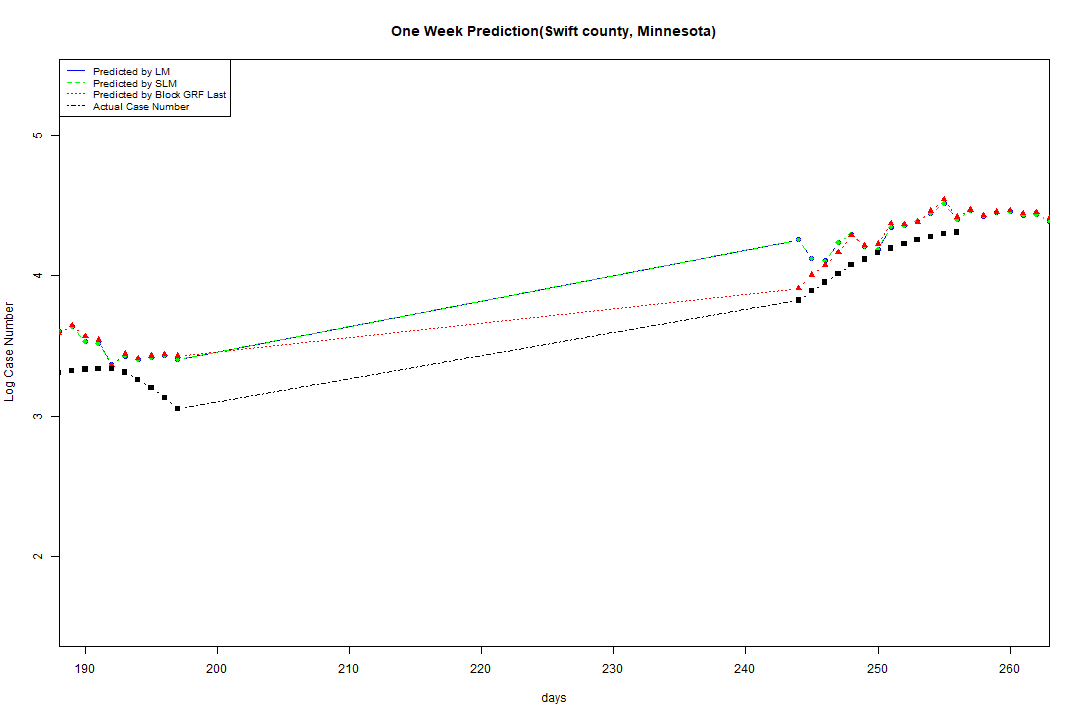 One Week Prediction(Swift county, Minnesota)
Predicted by LM
Predicted by SLM
Predicted by Block GRF Last
Actual Case Number
5
4
3
2
Log Case Number
190 200 210 220 230 240 250 260
days